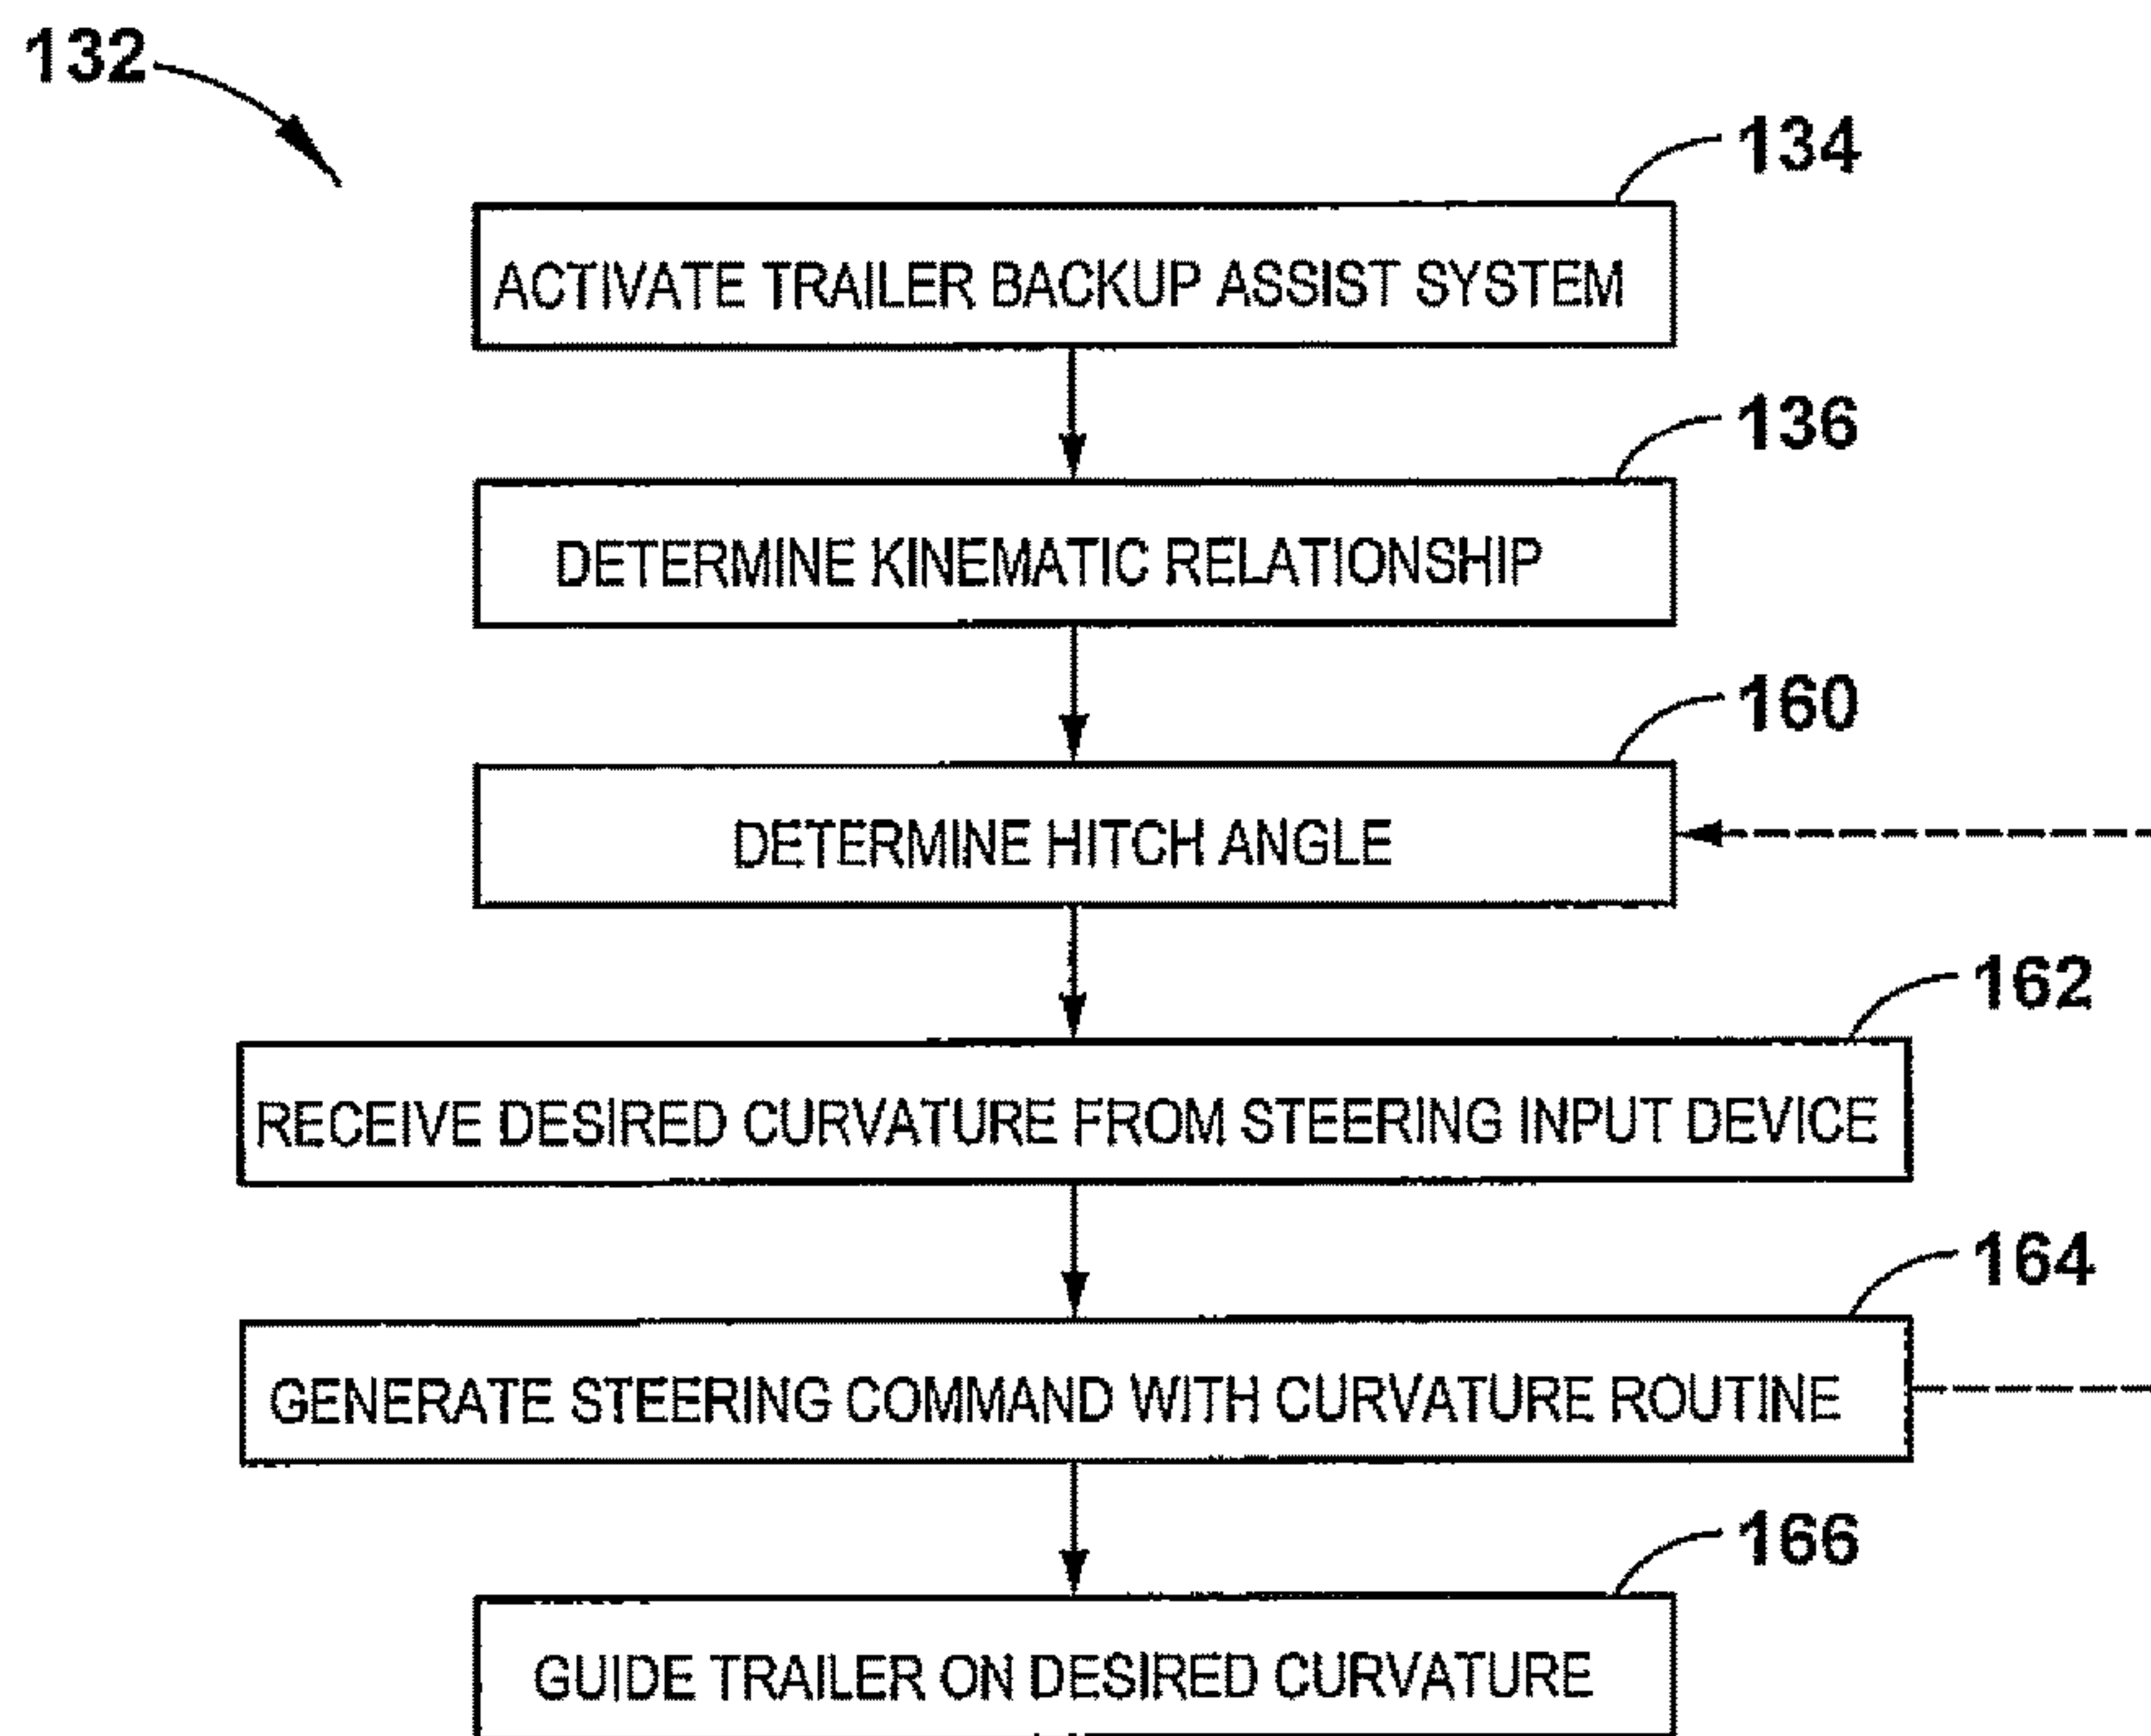 132
134
ACTIVATE TRAILER BACKUP ASSIST SYSTEM
136
DETERMINE KINEMATIC RELATIONSHIP
160
DETERMINE HITCH ANGLE
162
RECEIVE DESIRED CURVATURE FROM STEERING INPUT DEVICE
164
GENERATE STEERING COMMAND WITH CURVATURE ROUTINE
166
GUIDE TRAILER ON DESIRED CURVATURE